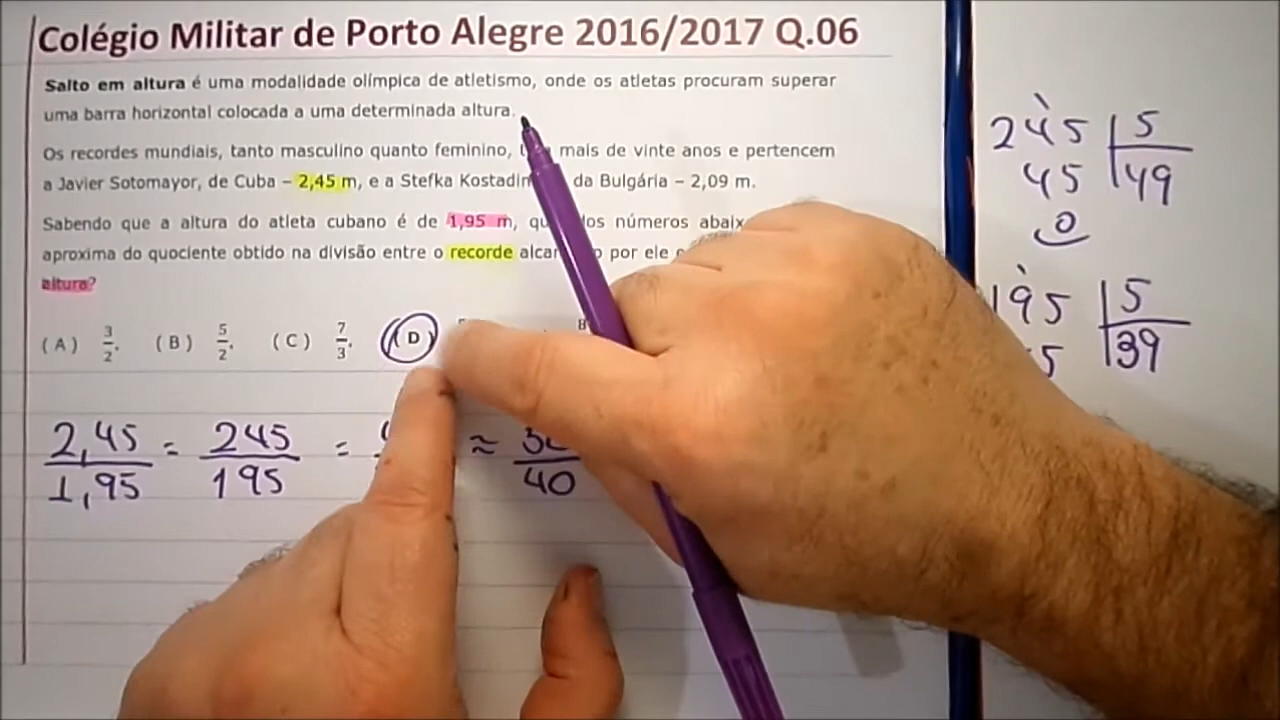 Colégio Militar de Porto Alegre 2016/2017 Q.06
Salto em altura é uma modalidade olímpica de atletismo, onde os atletas procuram superar
uma barra horizontal colocada a uma determinada altura.
Os recordes mundiais, tanto masculino quanto feminino, mais de vinte anos e pertencem
a Javier Sotomayor, de Cuba – 2,45 m, e a Stefka da Bulgária – 2,09 m.
Sabendo que a altura do atleta cubano é de 1,95 m, números
aproxima do quociente obtido na divisão entre o recorde por ele
altura?
(A) 3/2, (B) 5/2, (C) 7/3, (D)
2,45/1,95 = 245/195 = ≈ /40
245 | 5
45 49
0
195 | 5
39